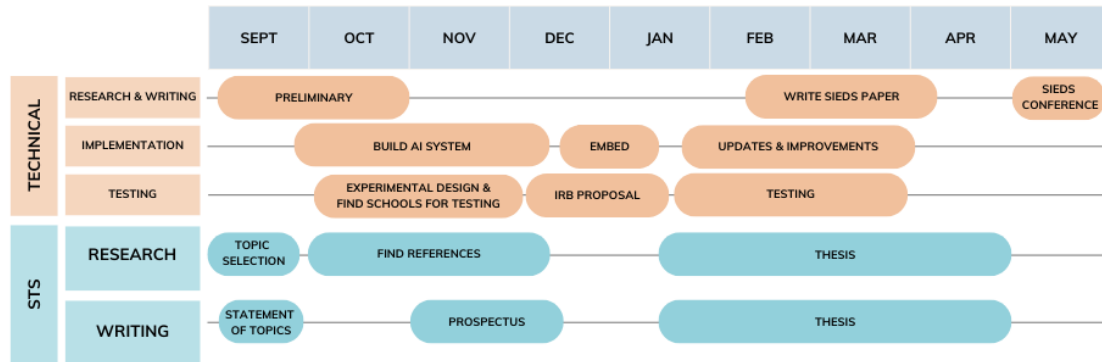 SEPT OCT NOV DEC JAN FEB MAR APR MAY
TECHNICAL
RESEARCH & WRITING
PRELIMINARY
WRITE SIEDS PAPER
SIEDS
CONFERENCE
IMPLEMENTATION
BUILD AI SYSTEM
EMBED
UPDATES & IMPROVEMENTS
TESTING
EXPERIMENTAL DESIGN &
FIND SCHOOLS FOR TESTING
IRB PROPOSAL
TESTING
STS
RESEARCH
TOPIC
SELECTION
FIND REFERENCES
THESIS
WRITING
STATEMENT
OF TOPICS
PROSPECTUS
THESIS